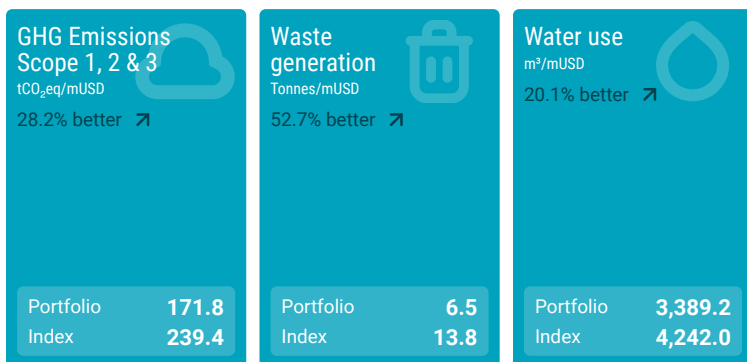 GHG Emissions
Scope 1, 2 & 3
tCO₂eq/mUSD
28.2% better
Portfolio 171.8
Index 239.4
Waste
generation
Tonnes/mUSD
52.7% better
Portfolio 6.5
Index 13.8
Water use
m³/mUSD
20.1% better
Portfolio 3,389.2
Index 4,242.0